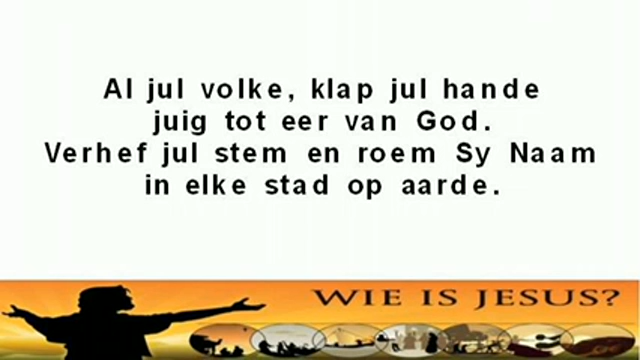 Al jul volke, klap jul hande
juig tot eer van God.
Verhef jul stem en roem Sy Naam
in elke stad op aarde.
WIE IS JESUS?